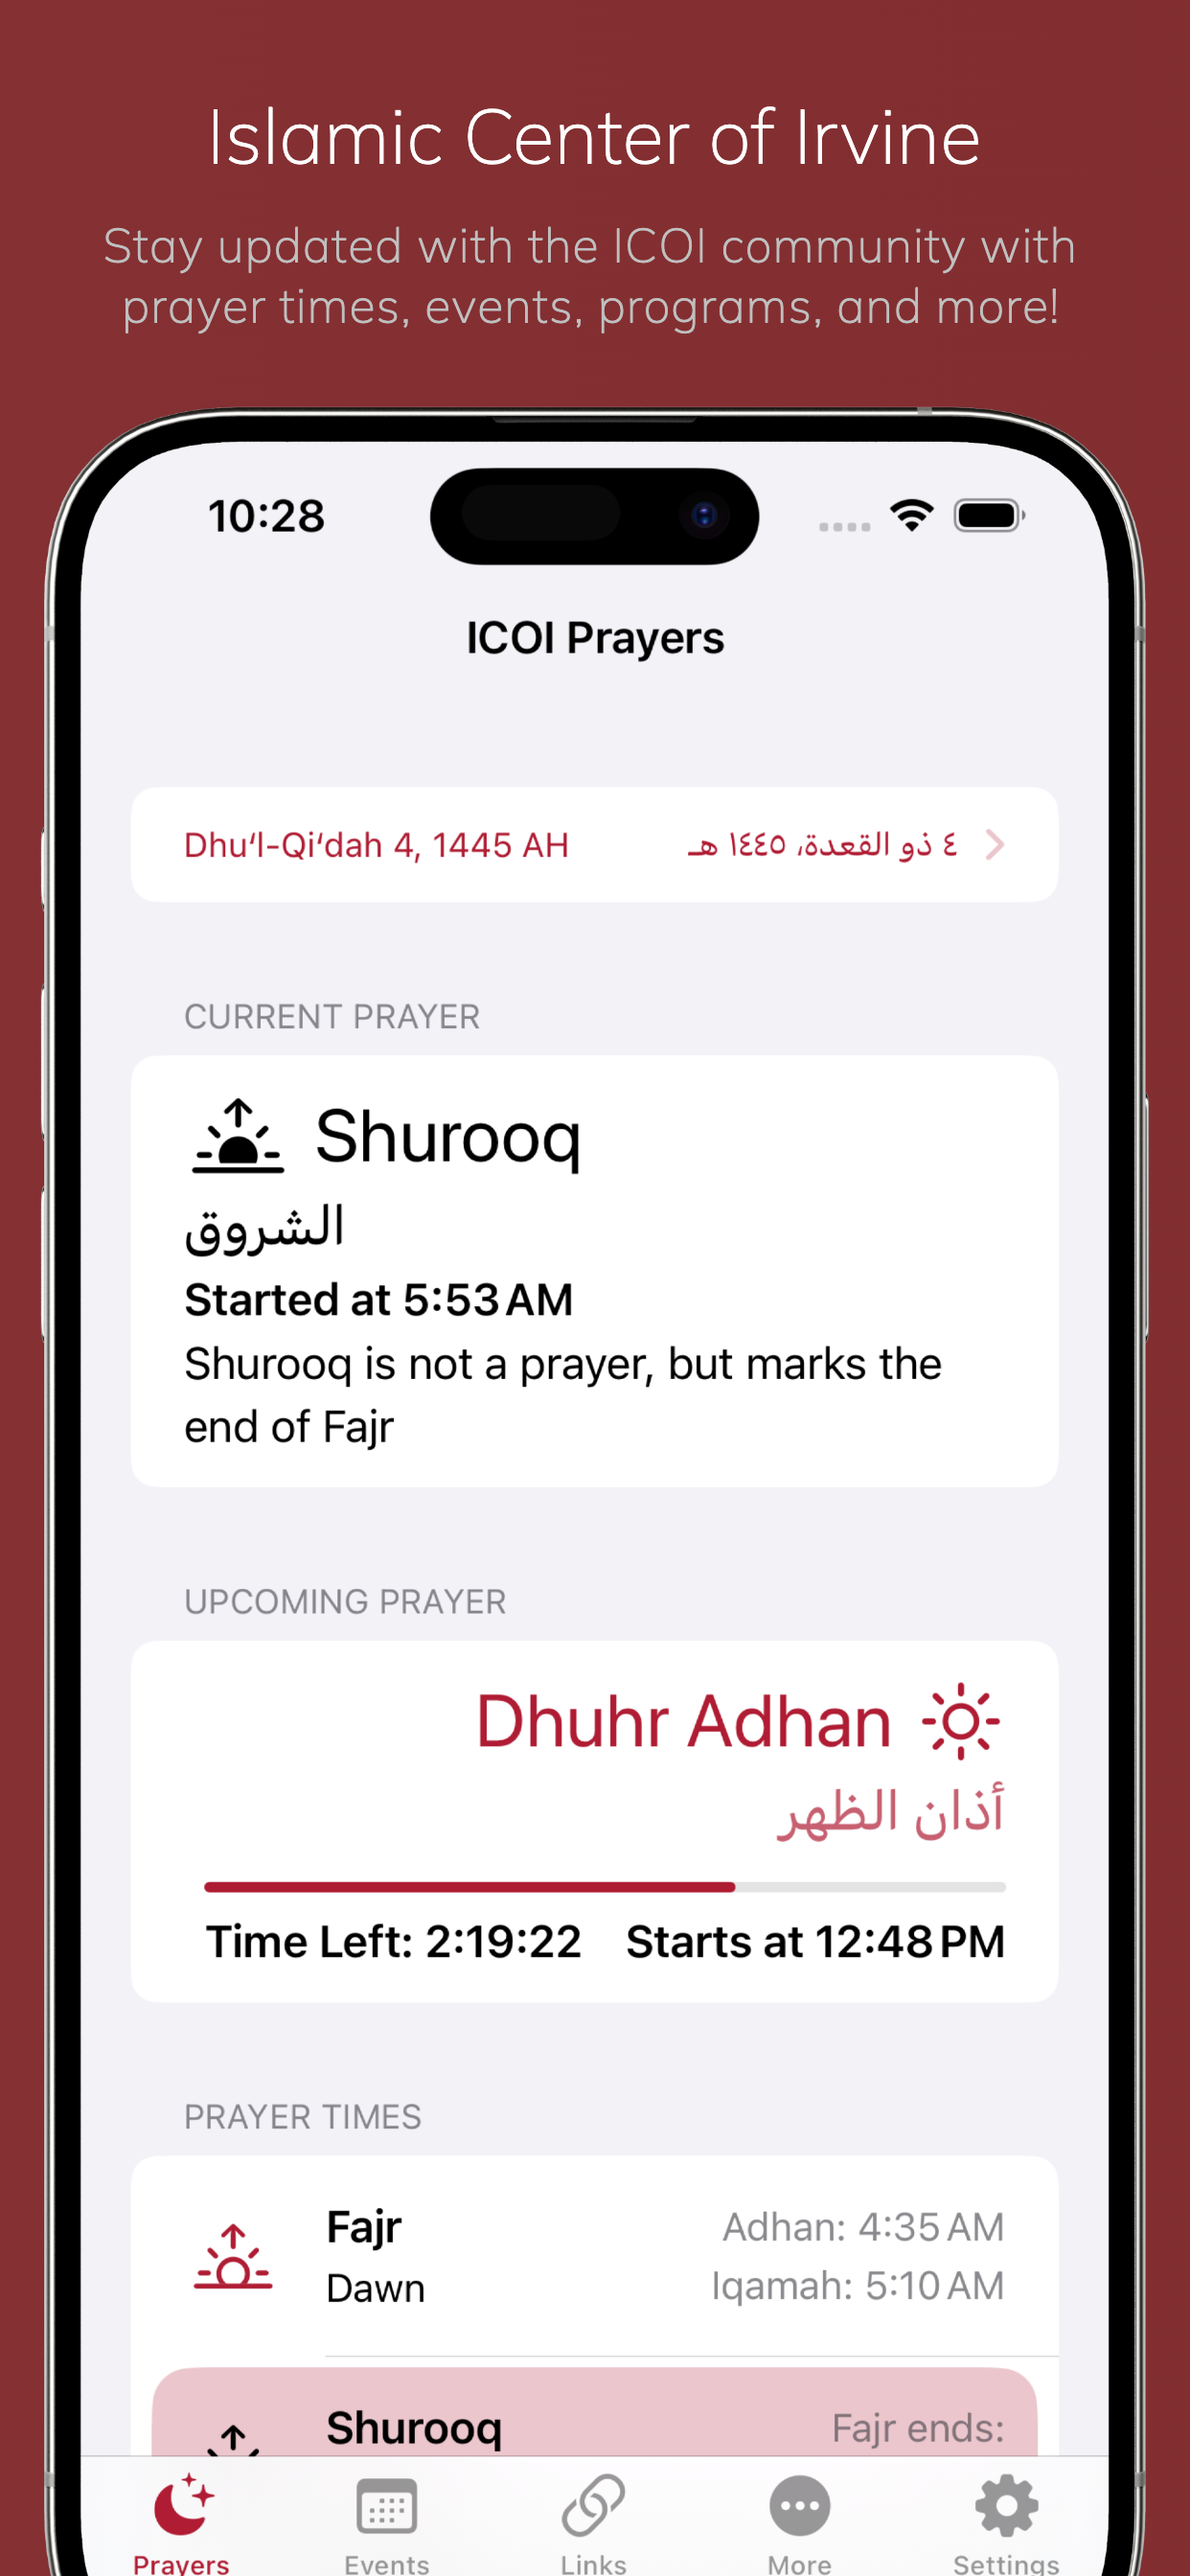 Islamic Center of Irvine
Stay updated with the ICOI community with
prayer times, events, programs, and more!
10:28
ICOI Prayers
Dhuʻl-Qiʻdah 4, 1445 AH
٤ ذو القعدة، ١٤٤٥ هـ
CURRENT PRAYER
Shurooq
الشروق
Started at 5:53 AM
Shurooq is not a prayer, but marks the
end of Fajr
UPCOMING PRAYER
Dhuhr Adhan
أذان الظهر
Time Left: 2:19:22 Starts at 12:48 PM
PRAYER TIMES
Fajr Adhan: 4:35 AM
Dawn Iqamah: 5:10 AM
Shurooq Fajr ends:
Prayers Events Links More Settings